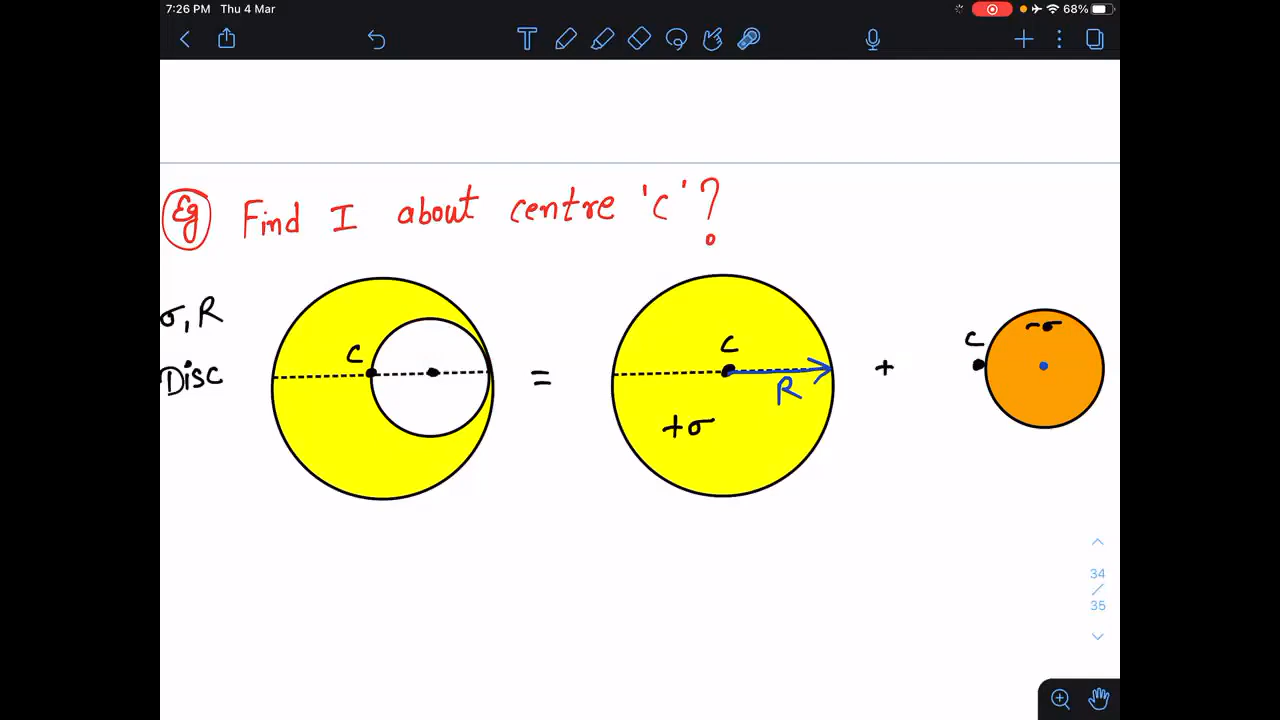 7:26 PM Thu 4 Mar
68%
T
Eg Find I about centre 'c' ?
σ, R
Disc
c
=
c
R
+σ
+
c
-σ
34
/
35